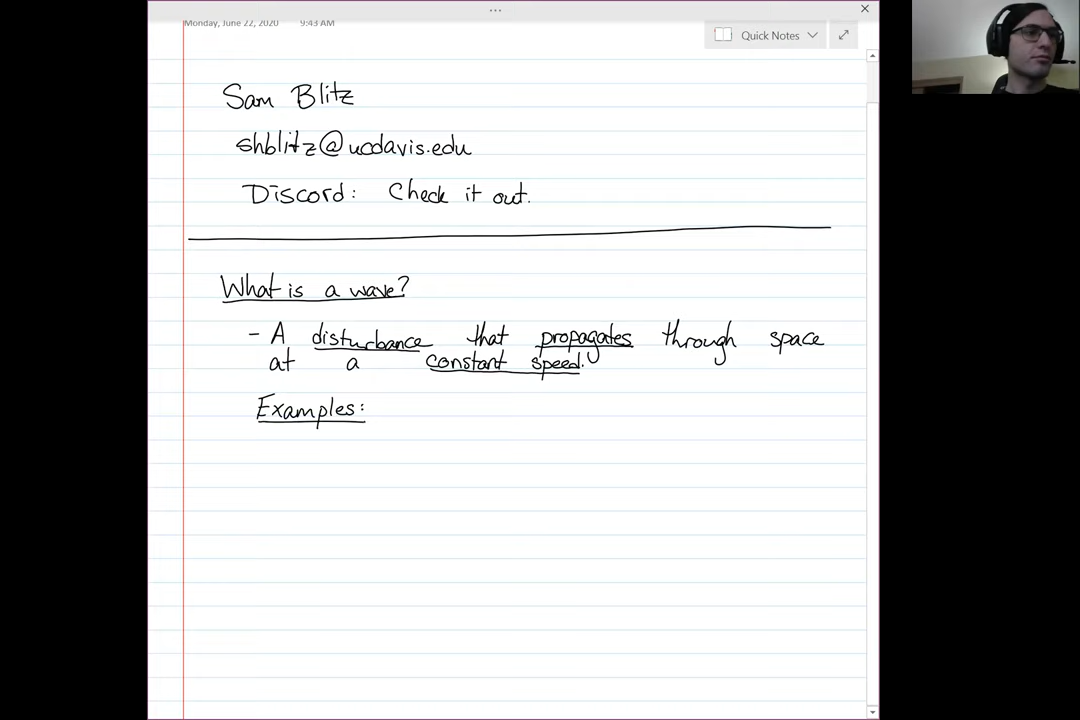 Monday, June 22, 2020 9:43 AM
Quick Notes
Sam Blitz
shblitz@ucdavis.edu
Discord: Check it out.
What is a wave?
- A disturbance that propagates through space
at a constant speed.
Examples: